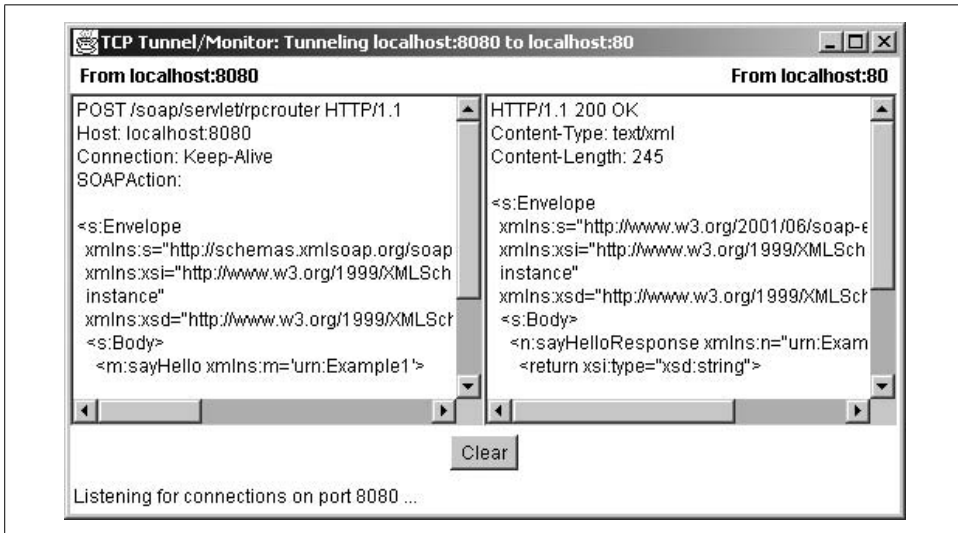 TCP Tunnel/Monitor: Tunneling localhost:8080 to localhost:80
From localhost:8080
From localhost:80
POST /soap/servlet/rpcrouter HTTP/1.1
Host: localhost:8080
Connection: Keep-Alive
SOAPAction:
<s:Envelope
xmlns:s="http://schemas.xmlsoap.org/soap
xmlns:xsi="http://www.w3.org/1999/XMLSch
instance"
xmlns:xsd="http://www.w3.org/1999/XMLSch
<s:Body>
<m:sayHello xmlns:m='urn:Example1'>
HTTP/1.1 200 OK
Content-Type: text/xml
Content-Length: 245
<s:Envelope
xmlns:s="http://www.w3.org/2001/06/soap-e
xmlns:xsi="http://www.w3.org/1999/XMLSch
instance"
xmlns:xsd="http://www.w3.org/1999/XMLSch
<s:Body>
<n:sayHelloResponse xmlns:n="urn:Exam
<return xsi:type="xsd:string">
Clear
Listening for connections on port 8080 ...